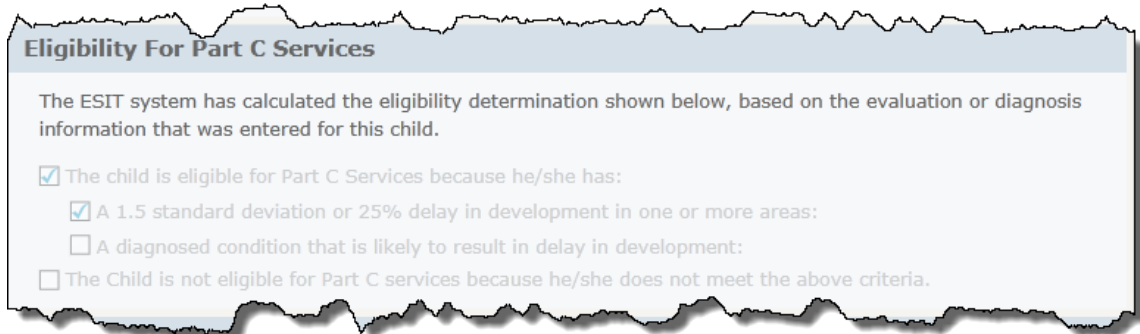 Eligibility For Part C Services
The ESIT system has calculated the eligibility determination shown below, based on the evaluation or diagnosis
information that was entered for this child.
The child is eligible for Part C Services because he/she has:
A 1.5 standard deviation or 25% delay in development in one or more areas:
A diagnosed condition that is likely to result in delay in development:
The Child is not eligible for Part C services because he/she does not meet the above criteria.